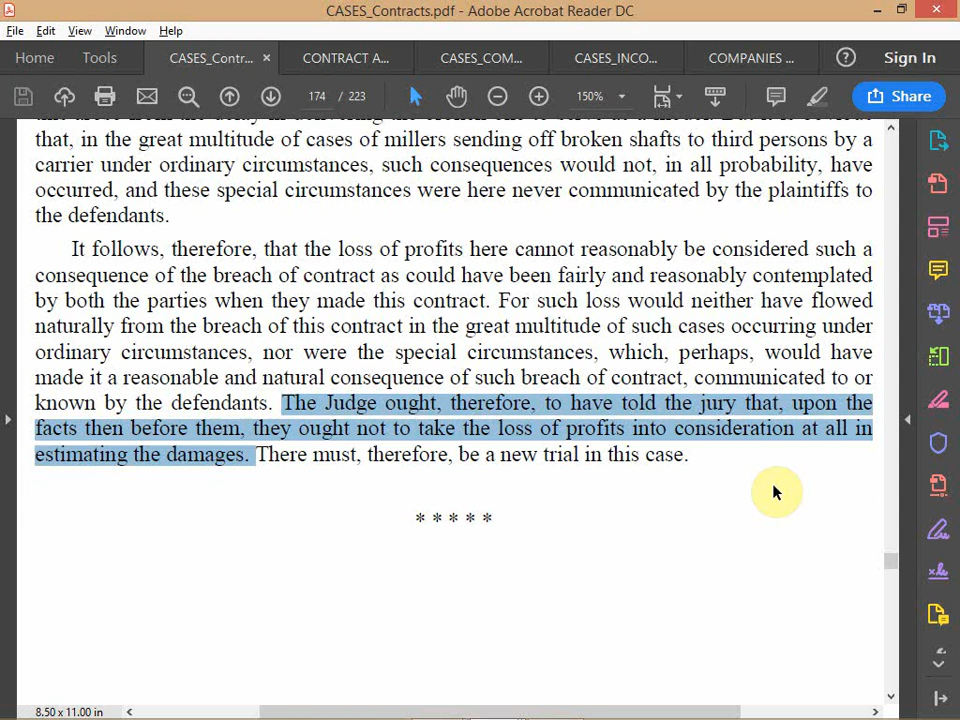 CASES_Contracts.pdf - Adobe Acrobat Reader DC
File Edit View Window Help
Home Tools CASES_Contr... × CONTRACT A... CASES_COM... CASES_INCO... COMPANIES ... Sign In
174 / 223 150% Share
that, in the great multitude of cases of millers sending off broken shafts to third persons by a
carrier under ordinary circumstances, such consequences would not, in all probability, have
occurred, and these special circumstances were here never communicated by the plaintiffs to
the defendants.
It follows, therefore, that the loss of profits here cannot reasonably be considered such a
consequence of the breach of contract as could have been fairly and reasonably contemplated
by both the parties when they made this contract. For such loss would neither have flowed
naturally from the breach of this contract in the great multitude of such cases occurring under
ordinary circumstances, nor were the special circumstances, which, perhaps, would have
made it a reasonable and natural consequence of such breach of contract, communicated to or
known by the defendants. The Judge ought, therefore, to have told the jury that, upon the
facts then before them, they ought not to take the loss of profits into consideration at all in
estimating the damages. There must, therefore, be a new trial in this case.
* * * * *
8.50 x 11.00 in